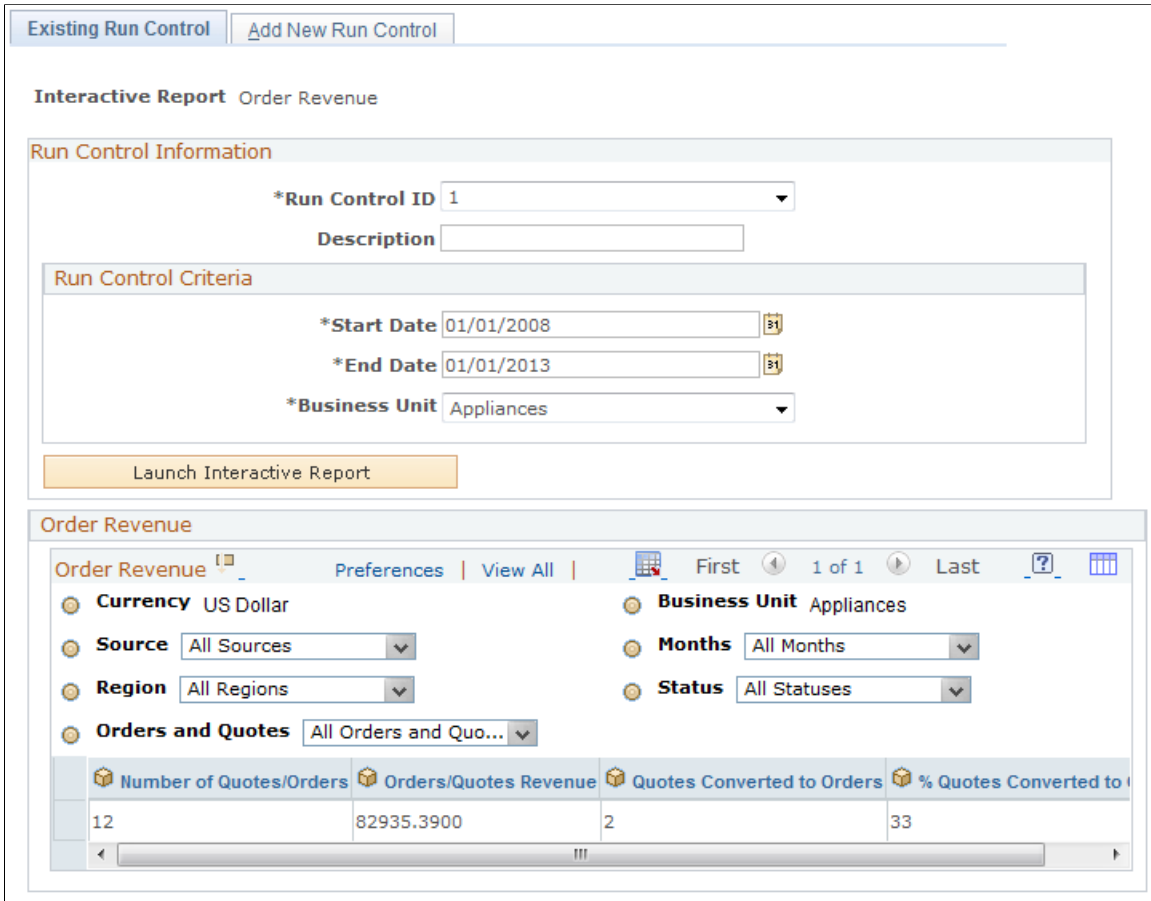 Existing Run Control Add New Run Control
Interactive Report Order Revenue
Run Control Information
*Run Control ID 1
Description
Run Control Criteria
*Start Date 01/01/2008 31
*End Date 01/01/2013 31
*Business Unit Appliances
Launch Interactive Report
Order Revenue
Order Revenue Preferences | View All | First 1 of 1 Last ?
Currency US Dollar Business Unit Appliances
Source All Sources Months All Months
Region All Regions Status All Statuses
Orders and Quotes All Orders and Quo...
Number of Quotes/Orders Orders/Quotes Revenue Quotes Converted to Orders % Quotes Converted to
12 82935.3900 2 33